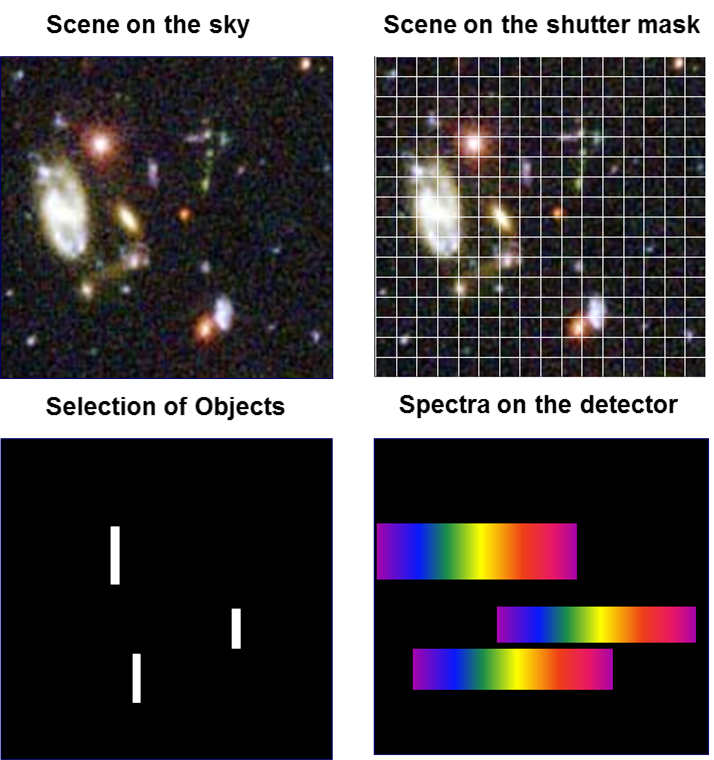 Scene on the sky
Scene on the shutter mask
Selection of Objects
Spectra on the detector